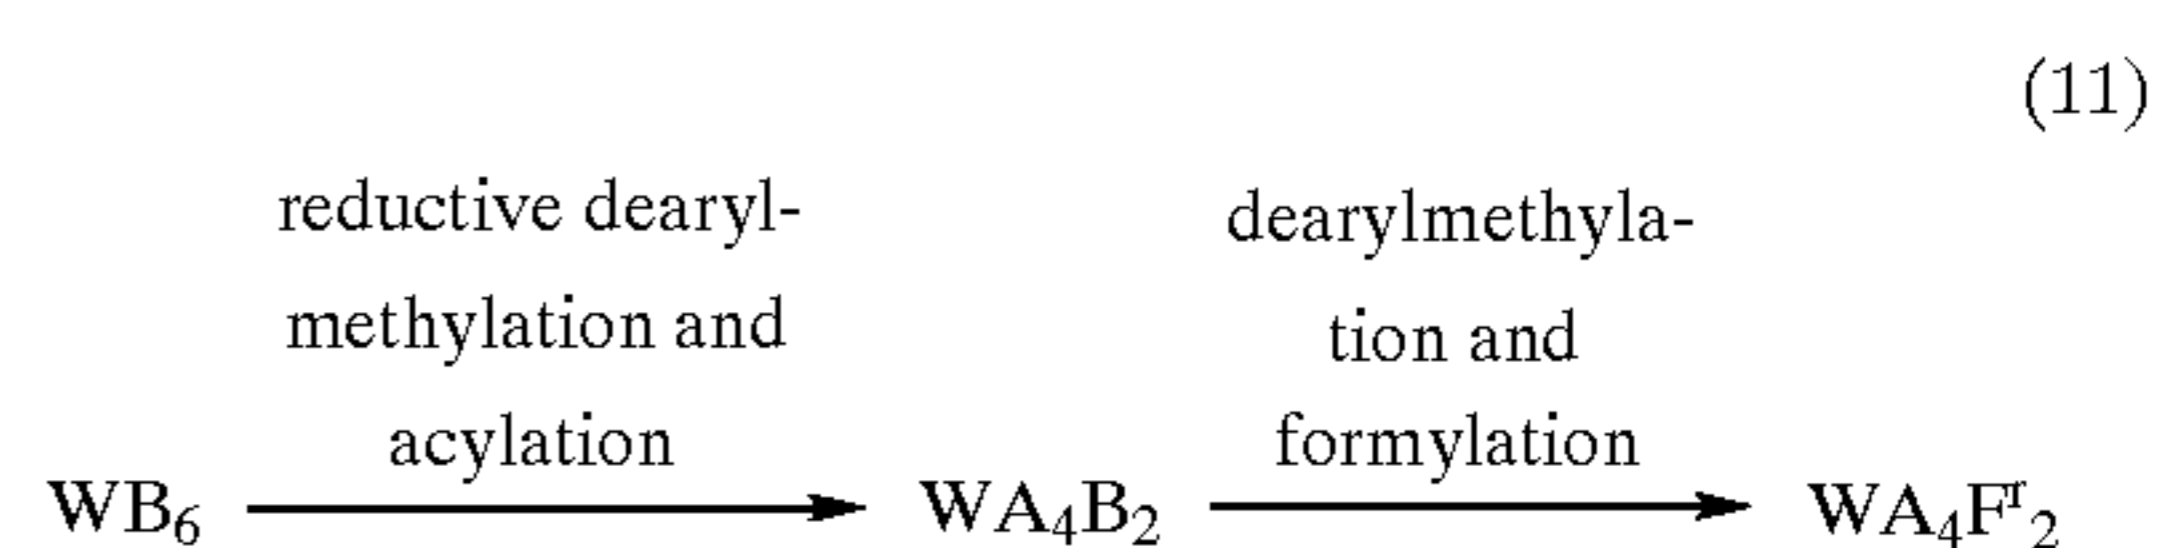 (11)
reductive dearyl-
methylation and
acylation
dearylmethyla-
tion and
formylation
WB₆ WA₄B₂ WA₄Fʳ₂